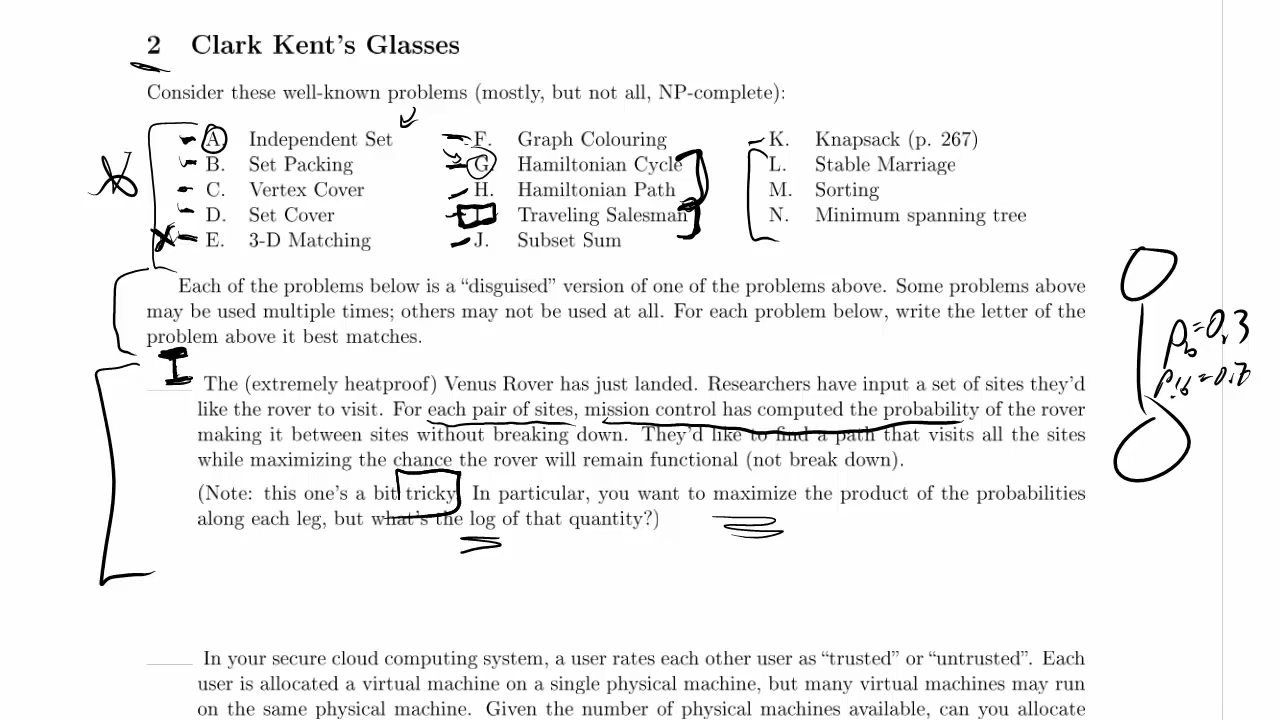 2 Clark Kent's Glasses
Consider these well-known problems (mostly, but not all, NP-complete):
A. Independent Set
B. Set Packing
C. Vertex Cover
D. Set Cover
E. 3-D Matching
F. Graph Colouring
G. Hamiltonian Cycle
H. Hamiltonian Path
I. Traveling Salesman
J. Subset Sum
K. Knapsack (p. 267)
L. Stable Marriage
M. Sorting
N. Minimum spanning tree
Each of the problems below is a "disguised" version of one of the problems above. Some problems above
may be used multiple times; others may not be used at all. For each problem below, write the letter of the
problem above it best matches.
I
The (extremely heatproof) Venus Rover has just landed. Researchers have input a set of sites they'd
like the rover to visit. For each pair of sites, mission control has computed the probability of the rover
making it between sites without breaking down. They'd like to find a path that visits all the sites
while maximizing the chance the rover will remain functional (not break down).
(Note: this one's a bit tricky. In particular, you want to maximize the product of the probabilities
along each leg, but what's the log of that quantity?)
In your secure cloud computing system, a user rates each other user as "trusted" or "untrusted". Each
user is allocated a virtual machine on a single physical machine, but many virtual machines may run
on the same physical machine. Given the number of physical machines available, can you allocate